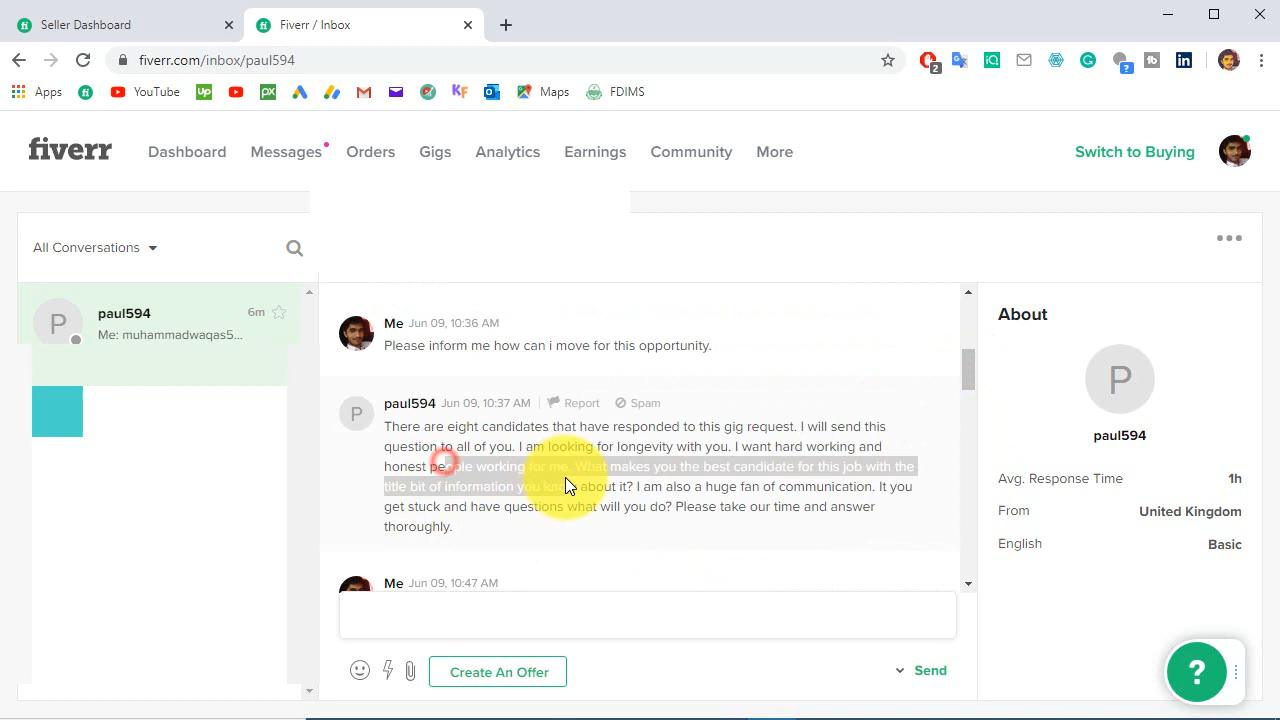 Seller Dashboard
Fiverr / Inbox
fiverr.com/inbox/paul594
2
?
Apps
YouTube
Maps
FDIMS
fiverr
Dashboard
Messages
Orders
Gigs
Analytics
Earnings
Community
More
Switch to Buying
All Conversations
paul594
6m
Me: muhammadwaqas5...
P
Me Jun 09, 10:36 AM
Please inform me how can i move for this opportunity.
P
paul594 Jun 09, 10:37 AM | Report Spam
There are eight candidates that have responded to this gig request. I will send this
question to all of you. I am looking for longevity with you. I want hard working and
honest people working for me. What makes you the best candidate for this job with the
title bit of information you know about it? I am also a huge fan of communication. It you
get stuck and have questions what will you do? Please take our time and answer
thoroughly.
Me Jun 09, 10:47 AM
Create An Offer
Send
About
P
paul594
Avg. Response Time 1h
From United Kingdom
English Basic
?